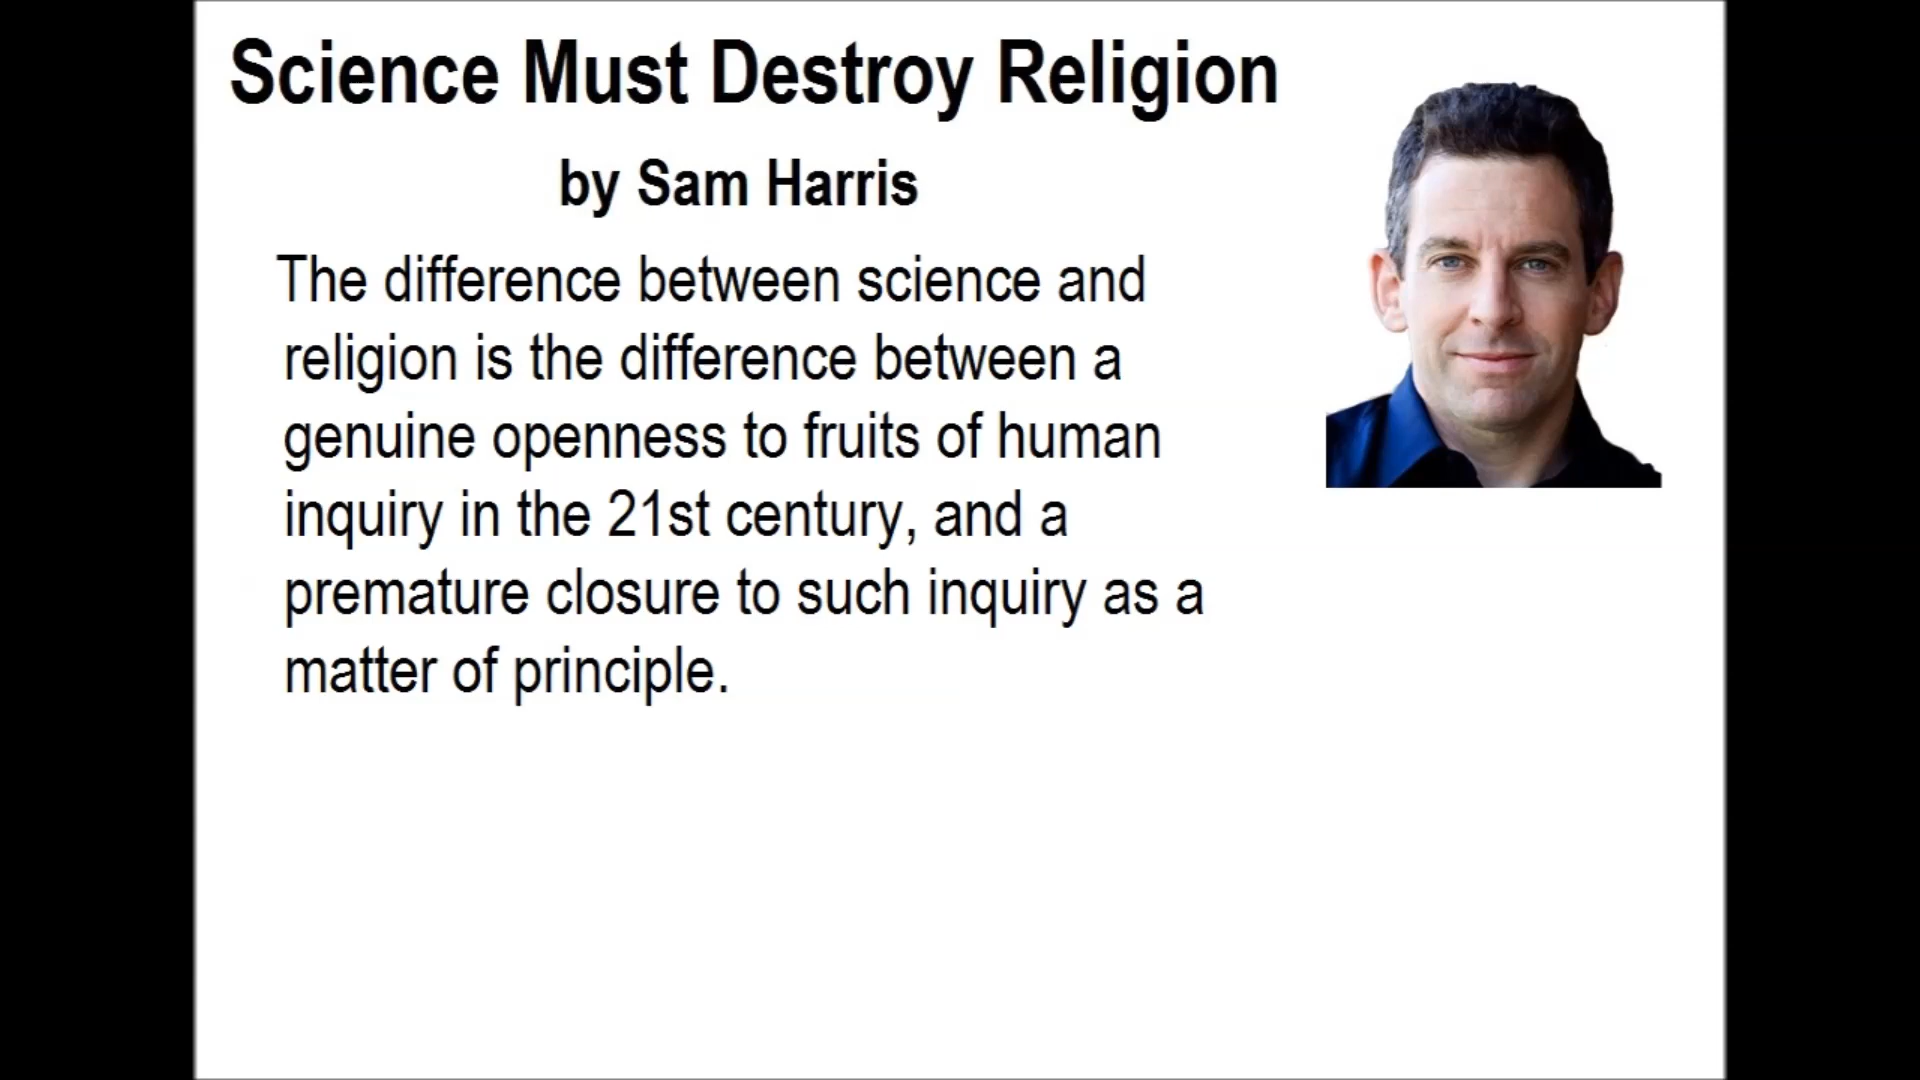 Science Must Destroy Religion
by Sam Harris
The difference between science and
religion is the difference between a
genuine openness to fruits of human
inquiry in the 21st century, and a
premature closure to such inquiry as a
matter of principle.